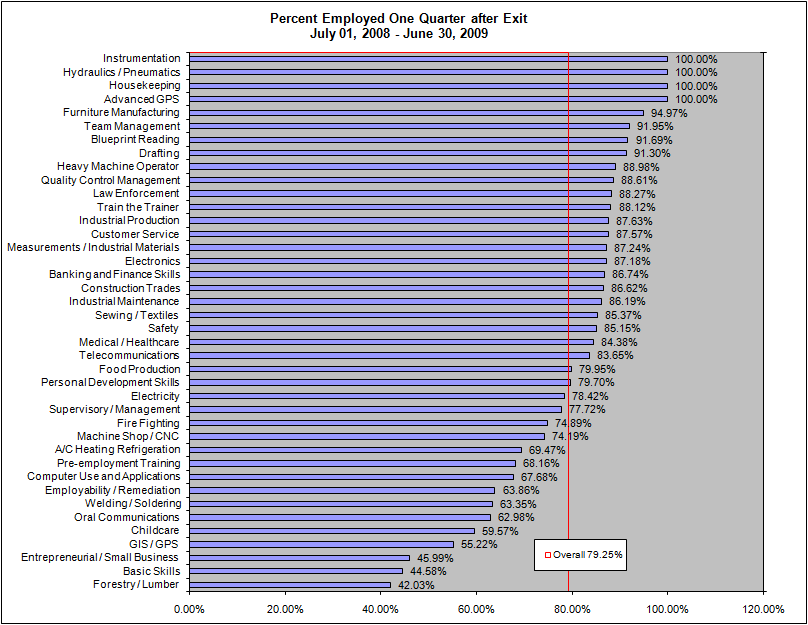 Percent Employed One Quarter after Exit
July 01, 2008 - June 30, 2009
Instrumentation 100.00%
Hydraulics / Pneumatics 100.00%
Housekeeping 100.00%
Advanced GPS 100.00%
Furniture Manufacturing 94.97%
Team Management 91.95%
Blueprint Reading 91.69%
Drafting 91.30%
Heavy Machine Operator 88.98%
Quality Control Management 88.61%
Law Enforcement 88.27%
Train the Trainer 88.12%
Industrial Production 87.63%
Customer Service 87.57%
Measurements / Industrial Materials 87.24%
Electronics 87.18%
Banking and Finance Skills 86.74%
Construction Trades 86.62%
Industrial Maintenance 86.19%
Sewing / Textiles 85.37%
Safety 85.15%
Medical / Healthcare 84.38%
Telecommunications 83.65%
Food Production 79.95%
Personal Development Skills 79.70%
Electricity 78.42%
Supervisory / Management 77.72%
Fire Fighting 74.89%
Machine Shop / CNC 74.19%
A/C Heating Refrigeration 69.47%
Pre-employment Training 68.16%
Computer Use and Applications 67.68%
Employability / Remediation 63.86%
Welding / Soldering 63.35%
Oral Communications 62.98%
Childcare 59.57%
GIS / GPS 55.22%
Overall 79.25%
Entrepreneurial / Small Business 45.99%
Basic Skills 44.58%
Forestry / Lumber 42.03%
0.00% 20.00% 40.00% 60.00% 80.00% 100.00% 120.00%